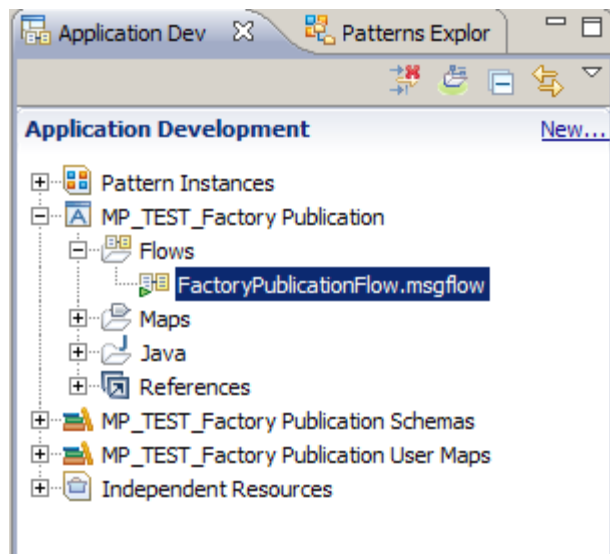 Application Dev Patterns Explor
Application Development New...
Pattern Instances
MP_TEST_Factory Publication
Flows
FactoryPublicationFlow.msgflow
Maps
Java
References
MP_TEST_Factory Publication Schemas
MP_TEST_Factory Publication User Maps
Independent Resources